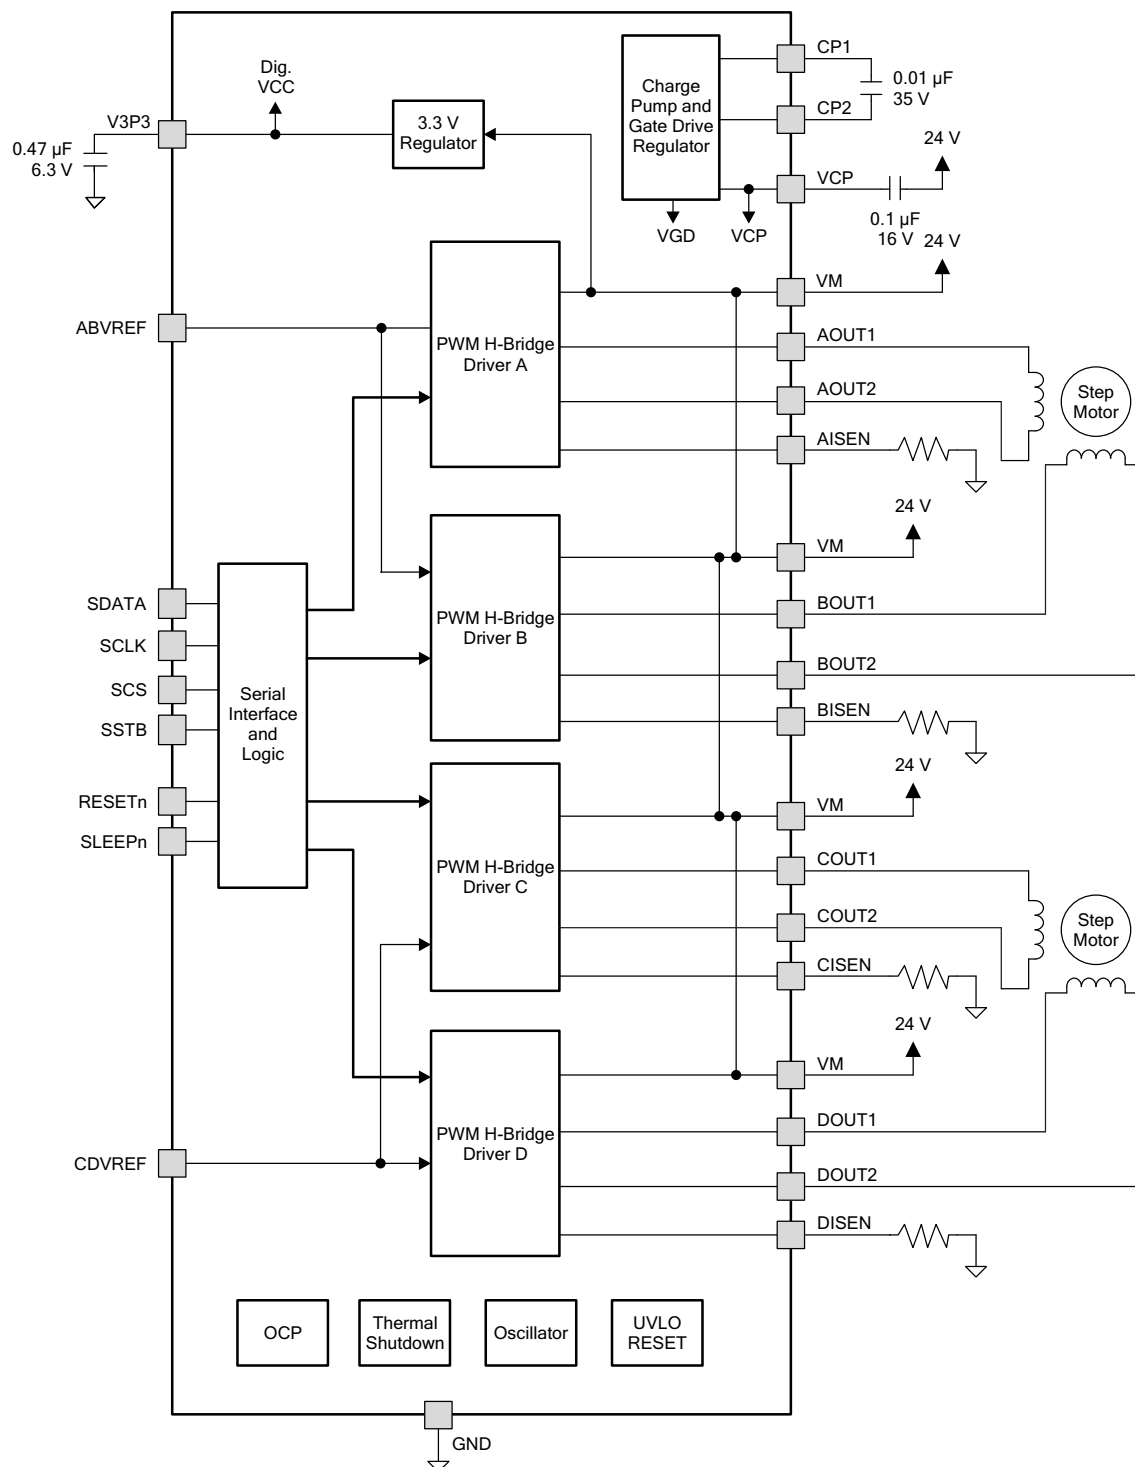 CP1
Dig.
VCC
Charge
Pump and
Gate Drive
Regulator
0.01 µF
35 V
V3P3
3.3 V
Regulator
CP2
0.47 µF
6.3 V
24 V
VCP
VGD
VCP
0.1 µF
16 V
24 V
VM
ABVREF
PWM H-Bridge
Driver A
AOUT1
AOUT2
Step
Motor
AISEN
24 V
VM
SDATA
PWM H-Bridge
Driver B
BOUT1
SCLK
BOUT2
SCS
Serial
Interface
and
Logic
SSTB
BISEN
24 V
RESETn
VM
SLEEPn
PWM H-Bridge
Driver C
COUT1
COUT2
Step
Motor
CISEN
24 V
VM
PWM H-Bridge
Driver D
DOUT1
CDVREF
DOUT2
DISEN
OCP
Thermal
Shutdown
Oscillator
UVLO
RESET
GND